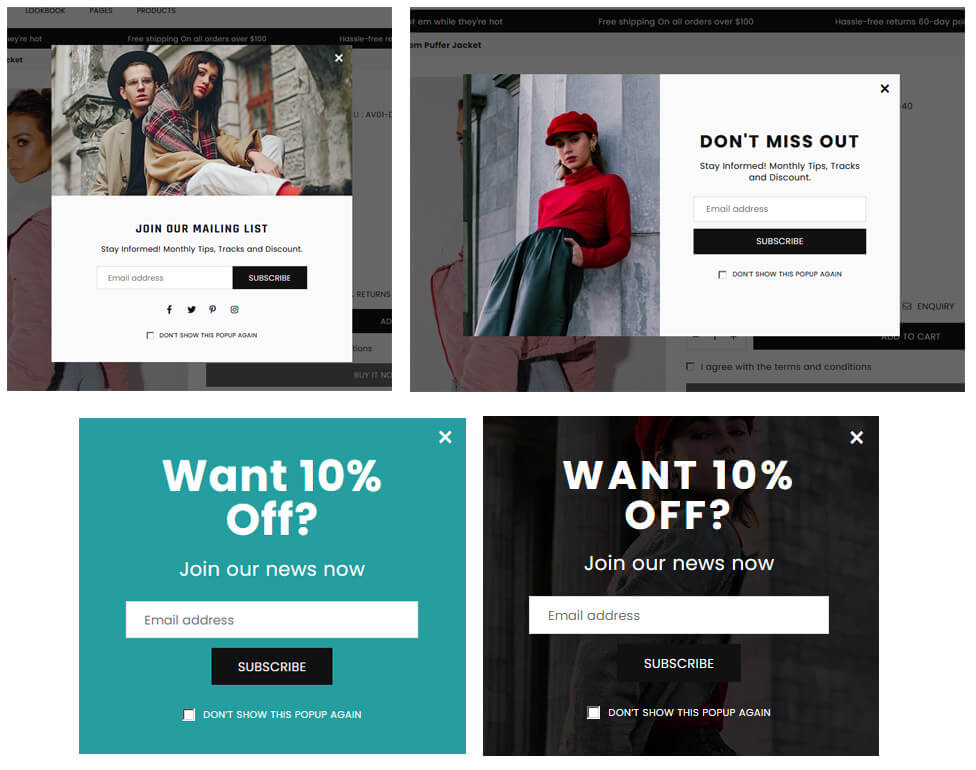 LOOKBOOK PAGES PRODUCTS
they're hot Free shipping On all orders over $100 Hassle-free re
cket
U : AV01-0
JOIN OUR MAILING LIST
Stay Informed! Monthly Tips, Tracks and Discount.
Email address SUBSCRIBE
RETURNS
AD
DON'T SHOW THIS POPUP AGAIN
tions
BUY IT NO
of em while they're hot Free shipping On all orders over $100 Hassle-free returns 60-day
om Puffer Jacket
-40
DON'T MISS OUT
Stay Informed! Monthly Tips, Tracks
and Discount.
Email address
SUBSCRIBE
DON'T SHOW THIS POPUP AGAIN
ENQUIRY
1 ADD TO CART
I agree with the terms and conditions
Want 10%
Off?
Join our news now
Email address
SUBSCRIBE
DON'T SHOW THIS POPUP AGAIN
WANT 10%
OFF?
Join our news now
Email address
SUBSCRIBE
DON'T SHOW THIS POPUP AGAIN